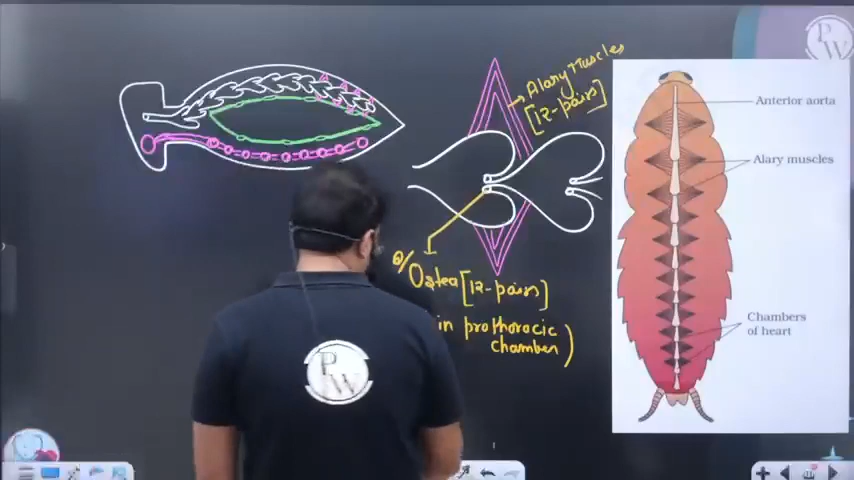 Alary Muscles
[12-pairs]
Ostea [12-pairs]
in prothoracic
chamber)
Anterior aorta
Alary muscles
Chambers
of heart
PW
PW